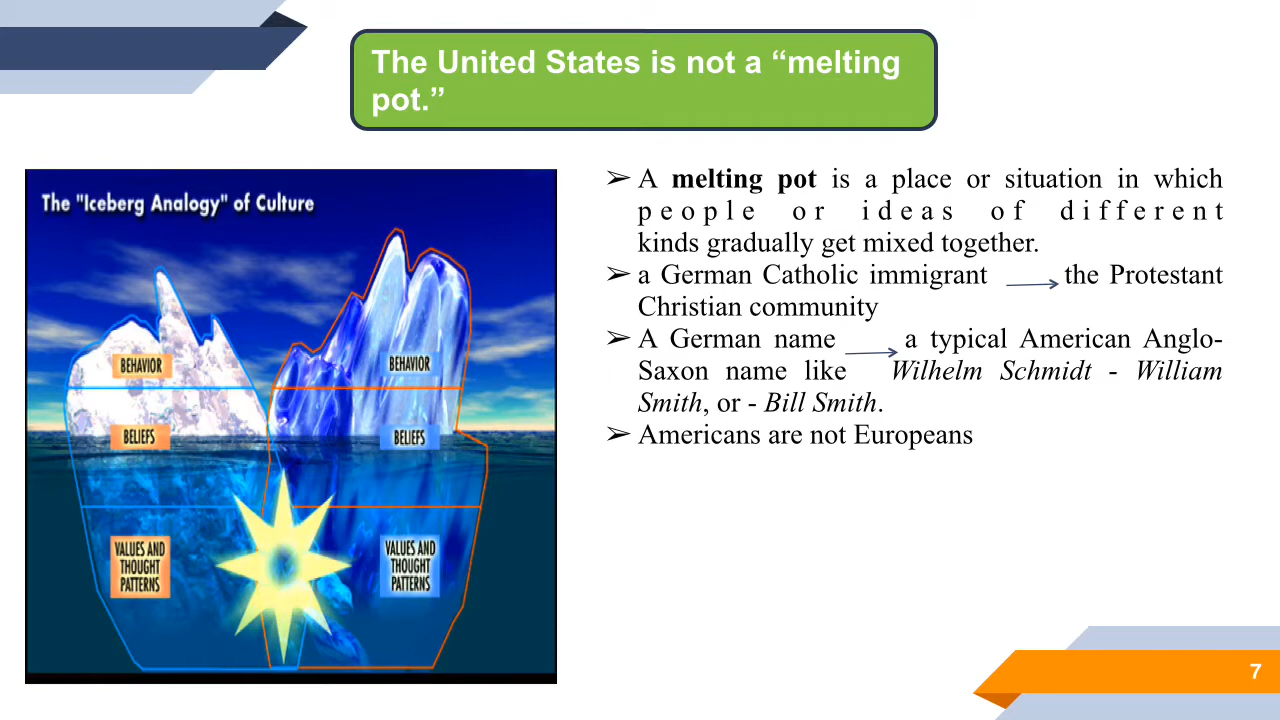 The United States is not a “melting
pot.”
The "Iceberg Analogy" of Culture
BEHAVIOR
BEHAVIOR
BELIEFS
BELIEFS
VALUES AND
THOUGHT
PATTERNS
VALUES AND
THOUGHT
PATTERNS
➢ A melting pot is a place or situation in which
people or ideas of different
kinds gradually get mixed together.
➢ a German Catholic immigrant the Protestant
Christian community
➢ A German name a typical American Anglo-
Saxon name like Wilhelm Schmidt - William
Smith, or - Bill Smith.
➢ Americans are not Europeans
7